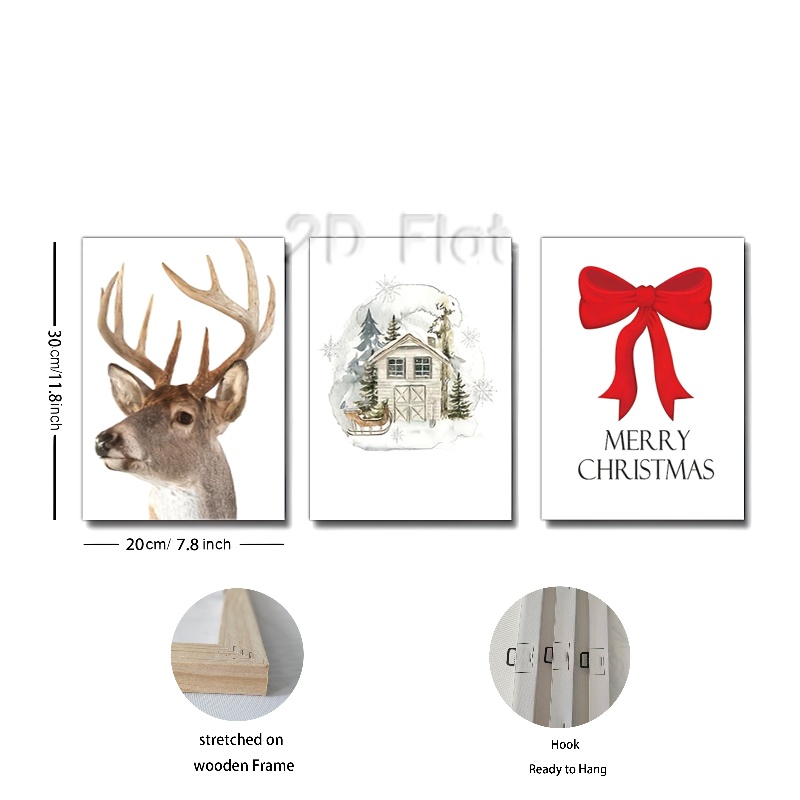 2D Flat
30cm/11.8inch
MERRY
CHRISTMAS
20cm/ 7.8 inch
stretched on
wooden Frame
Hook
Ready to Hang